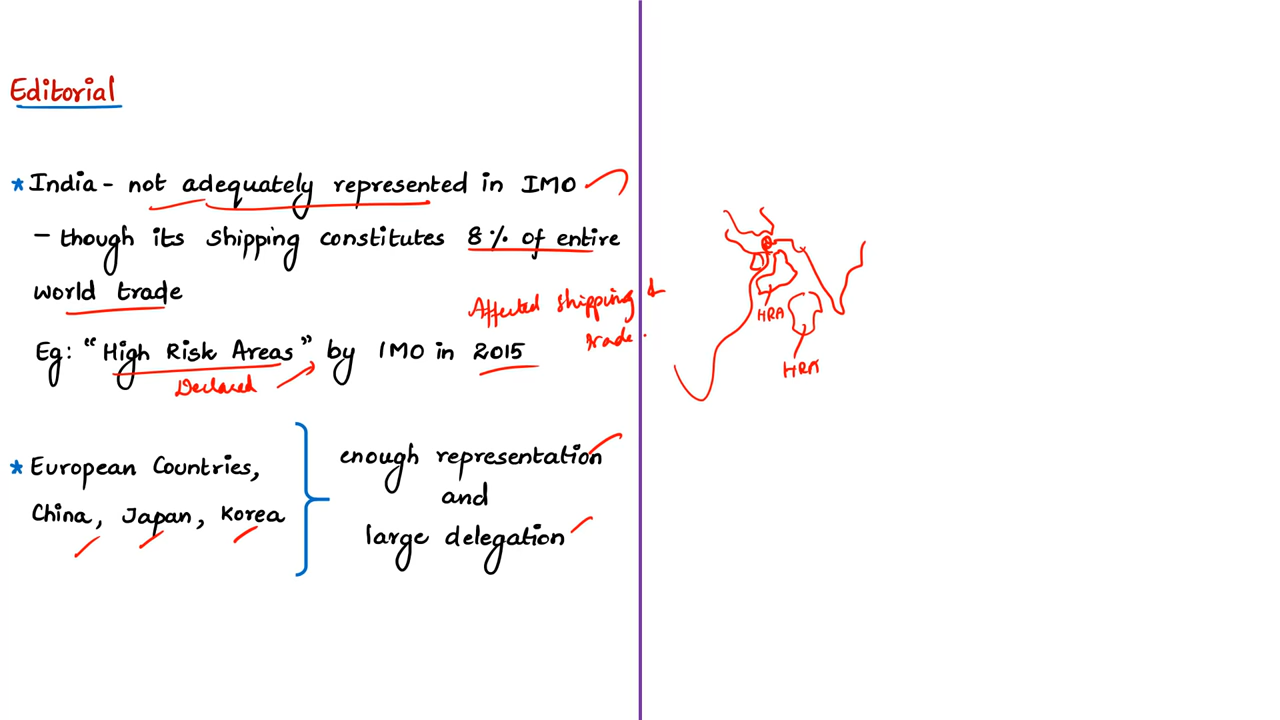 Editorial
* India - not adequately represented in IMO
- though its shipping constitutes 8% of entire
world trade
Affected shipping &
trade.
Eg: "High Risk Areas" by IMO in 2015
Declared
* European Countries,
China, Japan, Korea
enough representation
and
large delegation
HRA
HRA